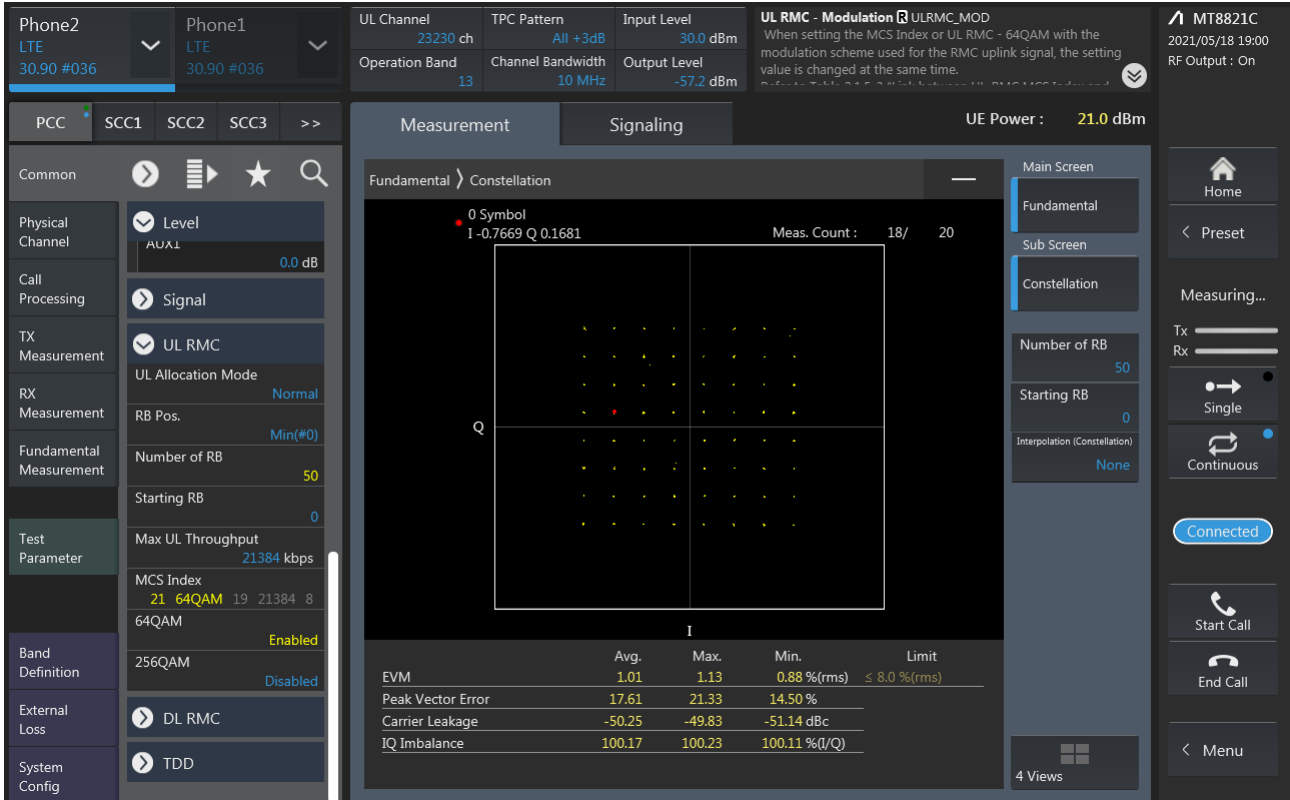 Phone2
LTE
30.90 #036
Phone1
LTE
30.90 #036
UL Channel
23230 ch
TPC Pattern
All +3dB
Input Level
30.0 dBm
Operation Band
13
Channel Bandwidth
10 MHz
Output Level
-57.2 dBm
UL RMC - Modulation R ULRMC_MOD
When setting the MCS Index or UL RMC - 64QAM with the
modulation scheme used for the RMC uplink signal, the setting
value is changed at the same time.
MT8821C
2021/05/18 19:00
RF Output : On
PCC SCC1 SCC2 SCC3 >>
Measurement
Signaling
UE Power : 21.0 dBm
Common
Physical
Channel
Call
Processing
TX
Measurement
RX
Measurement
Fundamental
Measurement
Test
Parameter
Band
Definition
External
Loss
System
Config
Level
AUX1
0.0 dB
Signal
UL RMC
UL Allocation Mode
Normal
RB Pos.
Min(#0)
Number of RB
50
Starting RB
0
Max UL Throughput
21384 kbps
MCS Index
21 64QAM 19 21384 8
64QAM
Enabled
256QAM
Disabled
DL RMC
TDD
Fundamental 〉 Constellation
0 Symbol
I -0.7669 Q 0.1681
Meas. Count : 18/ 20
Q
I
Avg. Max. Min. Limit
EVM 1.01 1.13 0.88 %(rms) ≤ 8.0 %(rms)
Peak Vector Error 17.61 21.33 14.50 %
Carrier Leakage -50.25 -49.83 -51.14 dBc
IQ Imbalance 100.17 100.23 100.11 %(I/Q)
Main Screen
Fundamental
Sub Screen
Constellation
Number of RB
50
Starting RB
0
Interpolation (Constellation)
None
4 Views
Home
< Preset
Measuring...
Tx
Rx
Single
Continuous
Connected
Start Call
End Call
< Menu